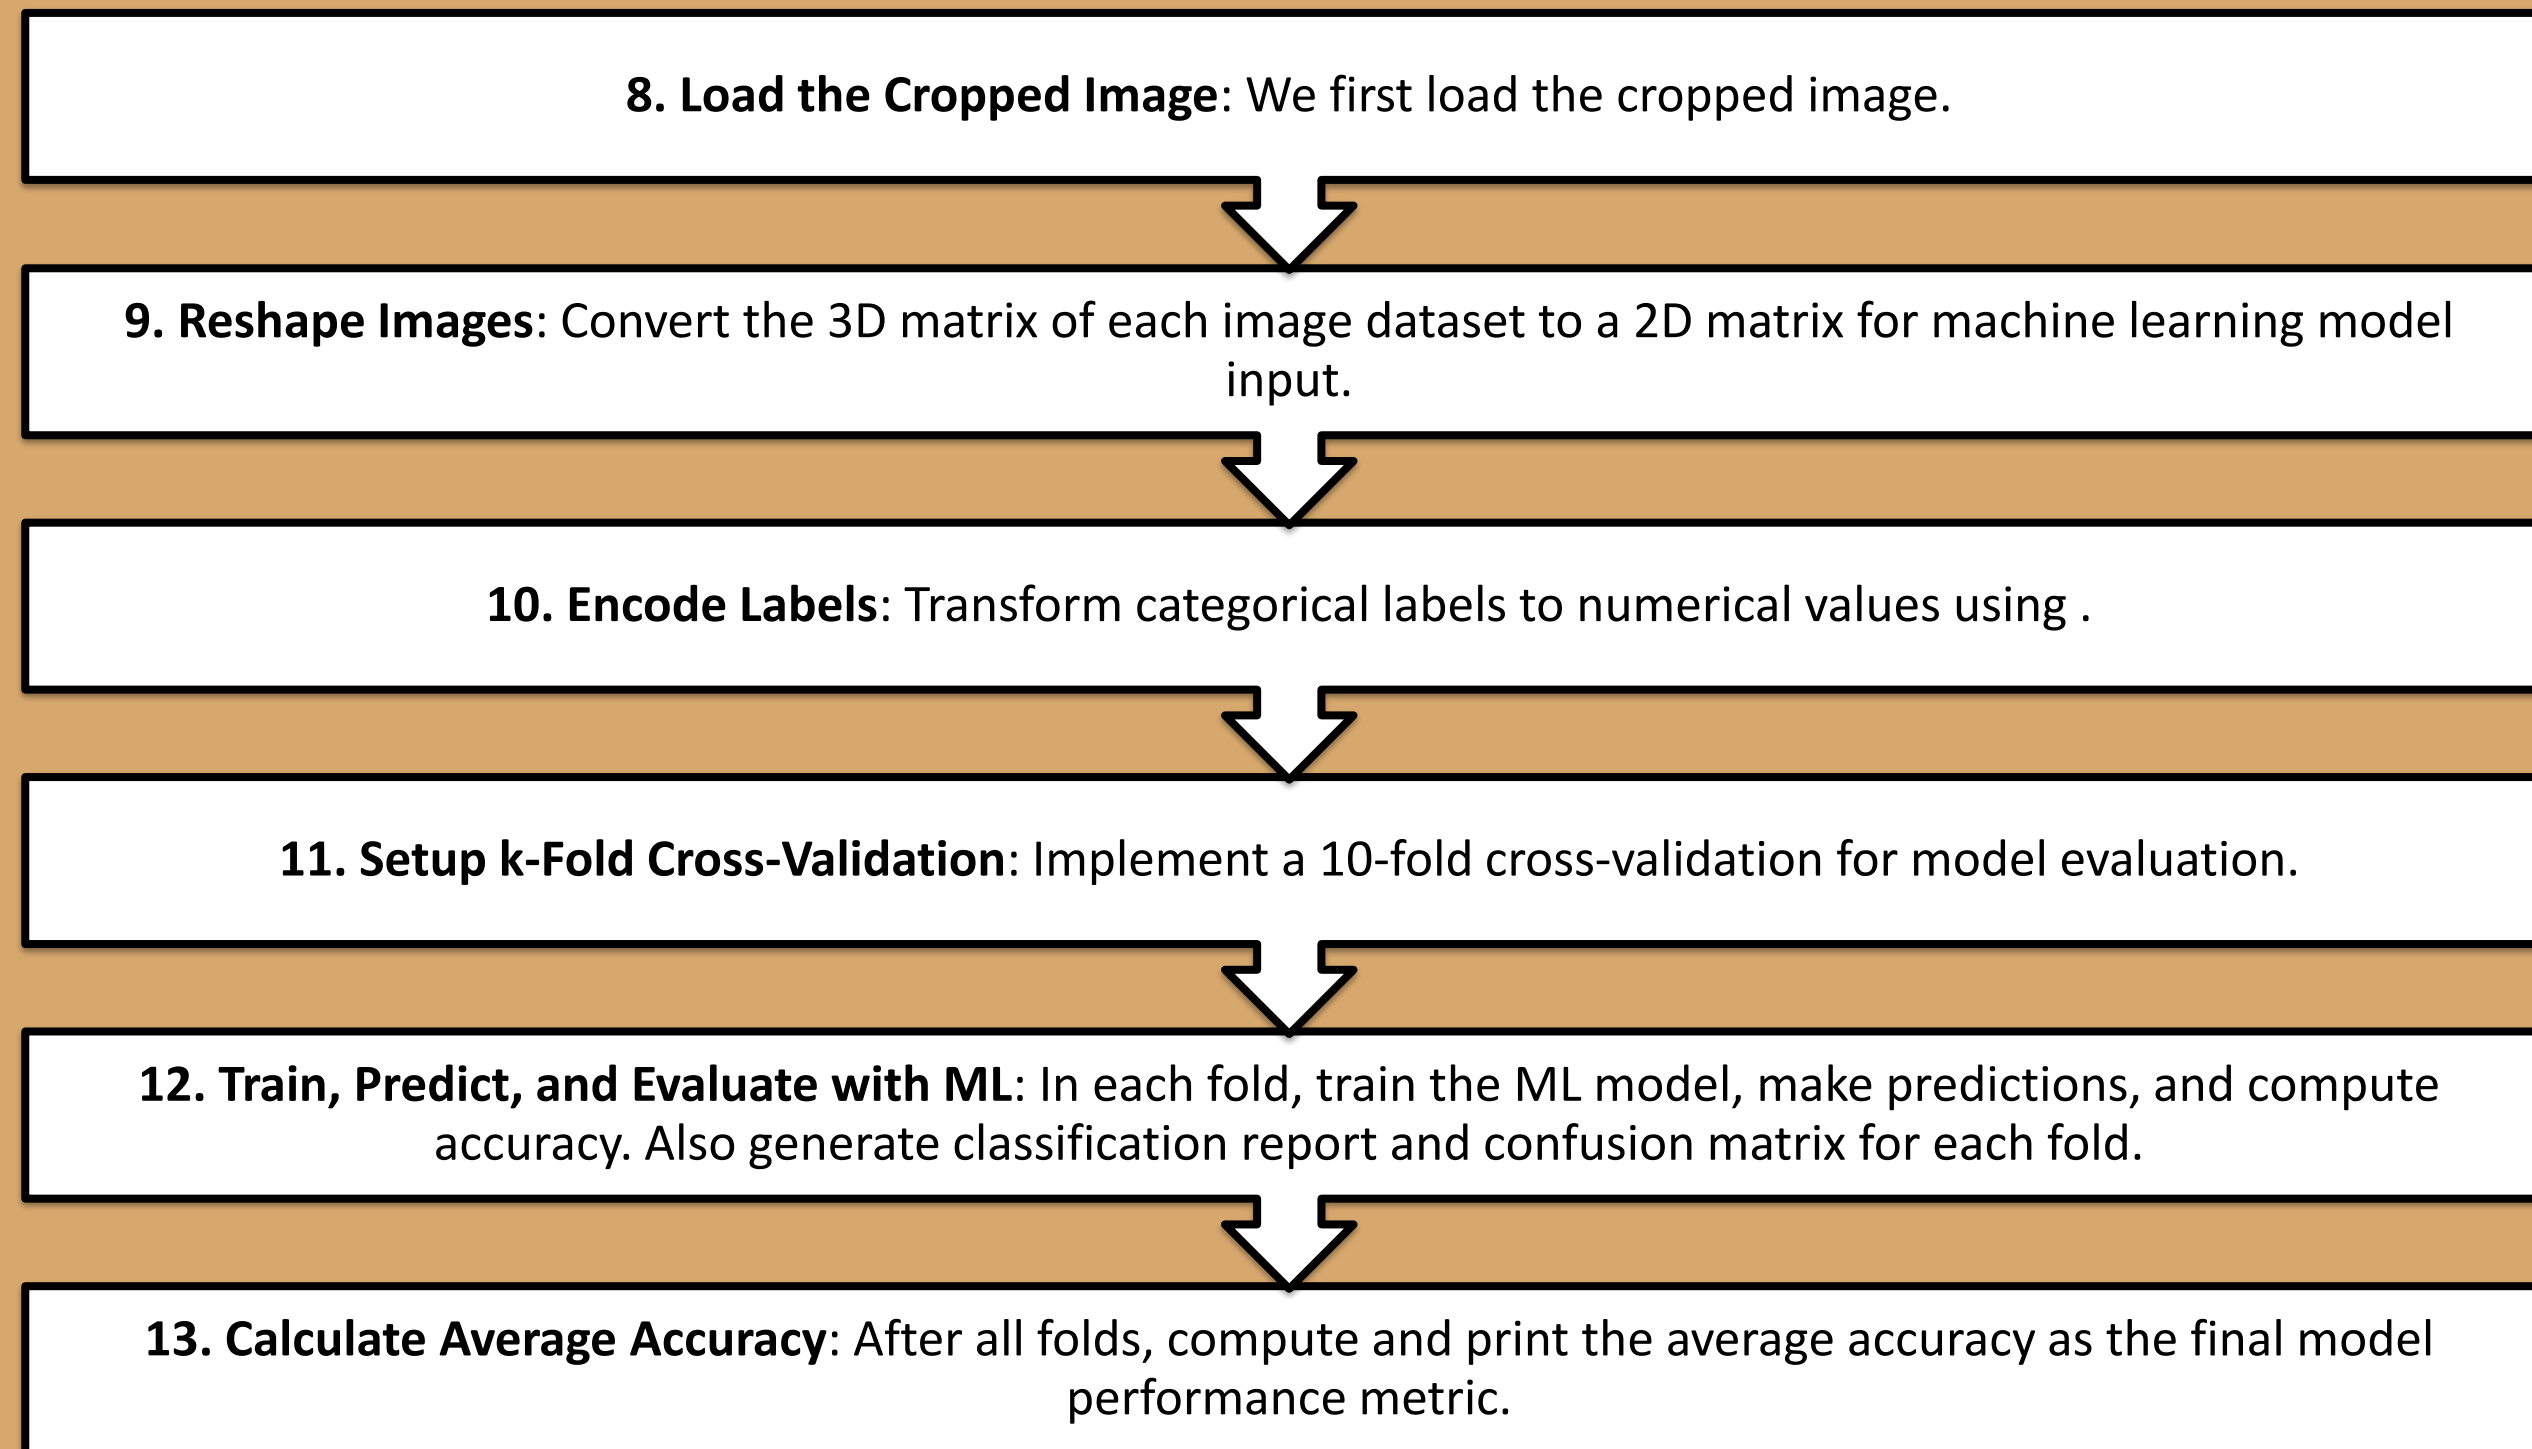 8. Load the Cropped Image: We first load the cropped image.
9. Reshape Images: Convert the 3D matrix of each image dataset to a 2D matrix for machine learning model
input.
10. Encode Labels: Transform categorical labels to numerical values using .
11. Setup k-Fold Cross-Validation: Implement a 10-fold cross-validation for model evaluation.
12. Train, Predict, and Evaluate with ML: In each fold, train the ML model, make predictions, and compute
accuracy. Also generate classification report and confusion matrix for each fold.
13. Calculate Average Accuracy: After all folds, compute and print the average accuracy as the final model
performance metric.